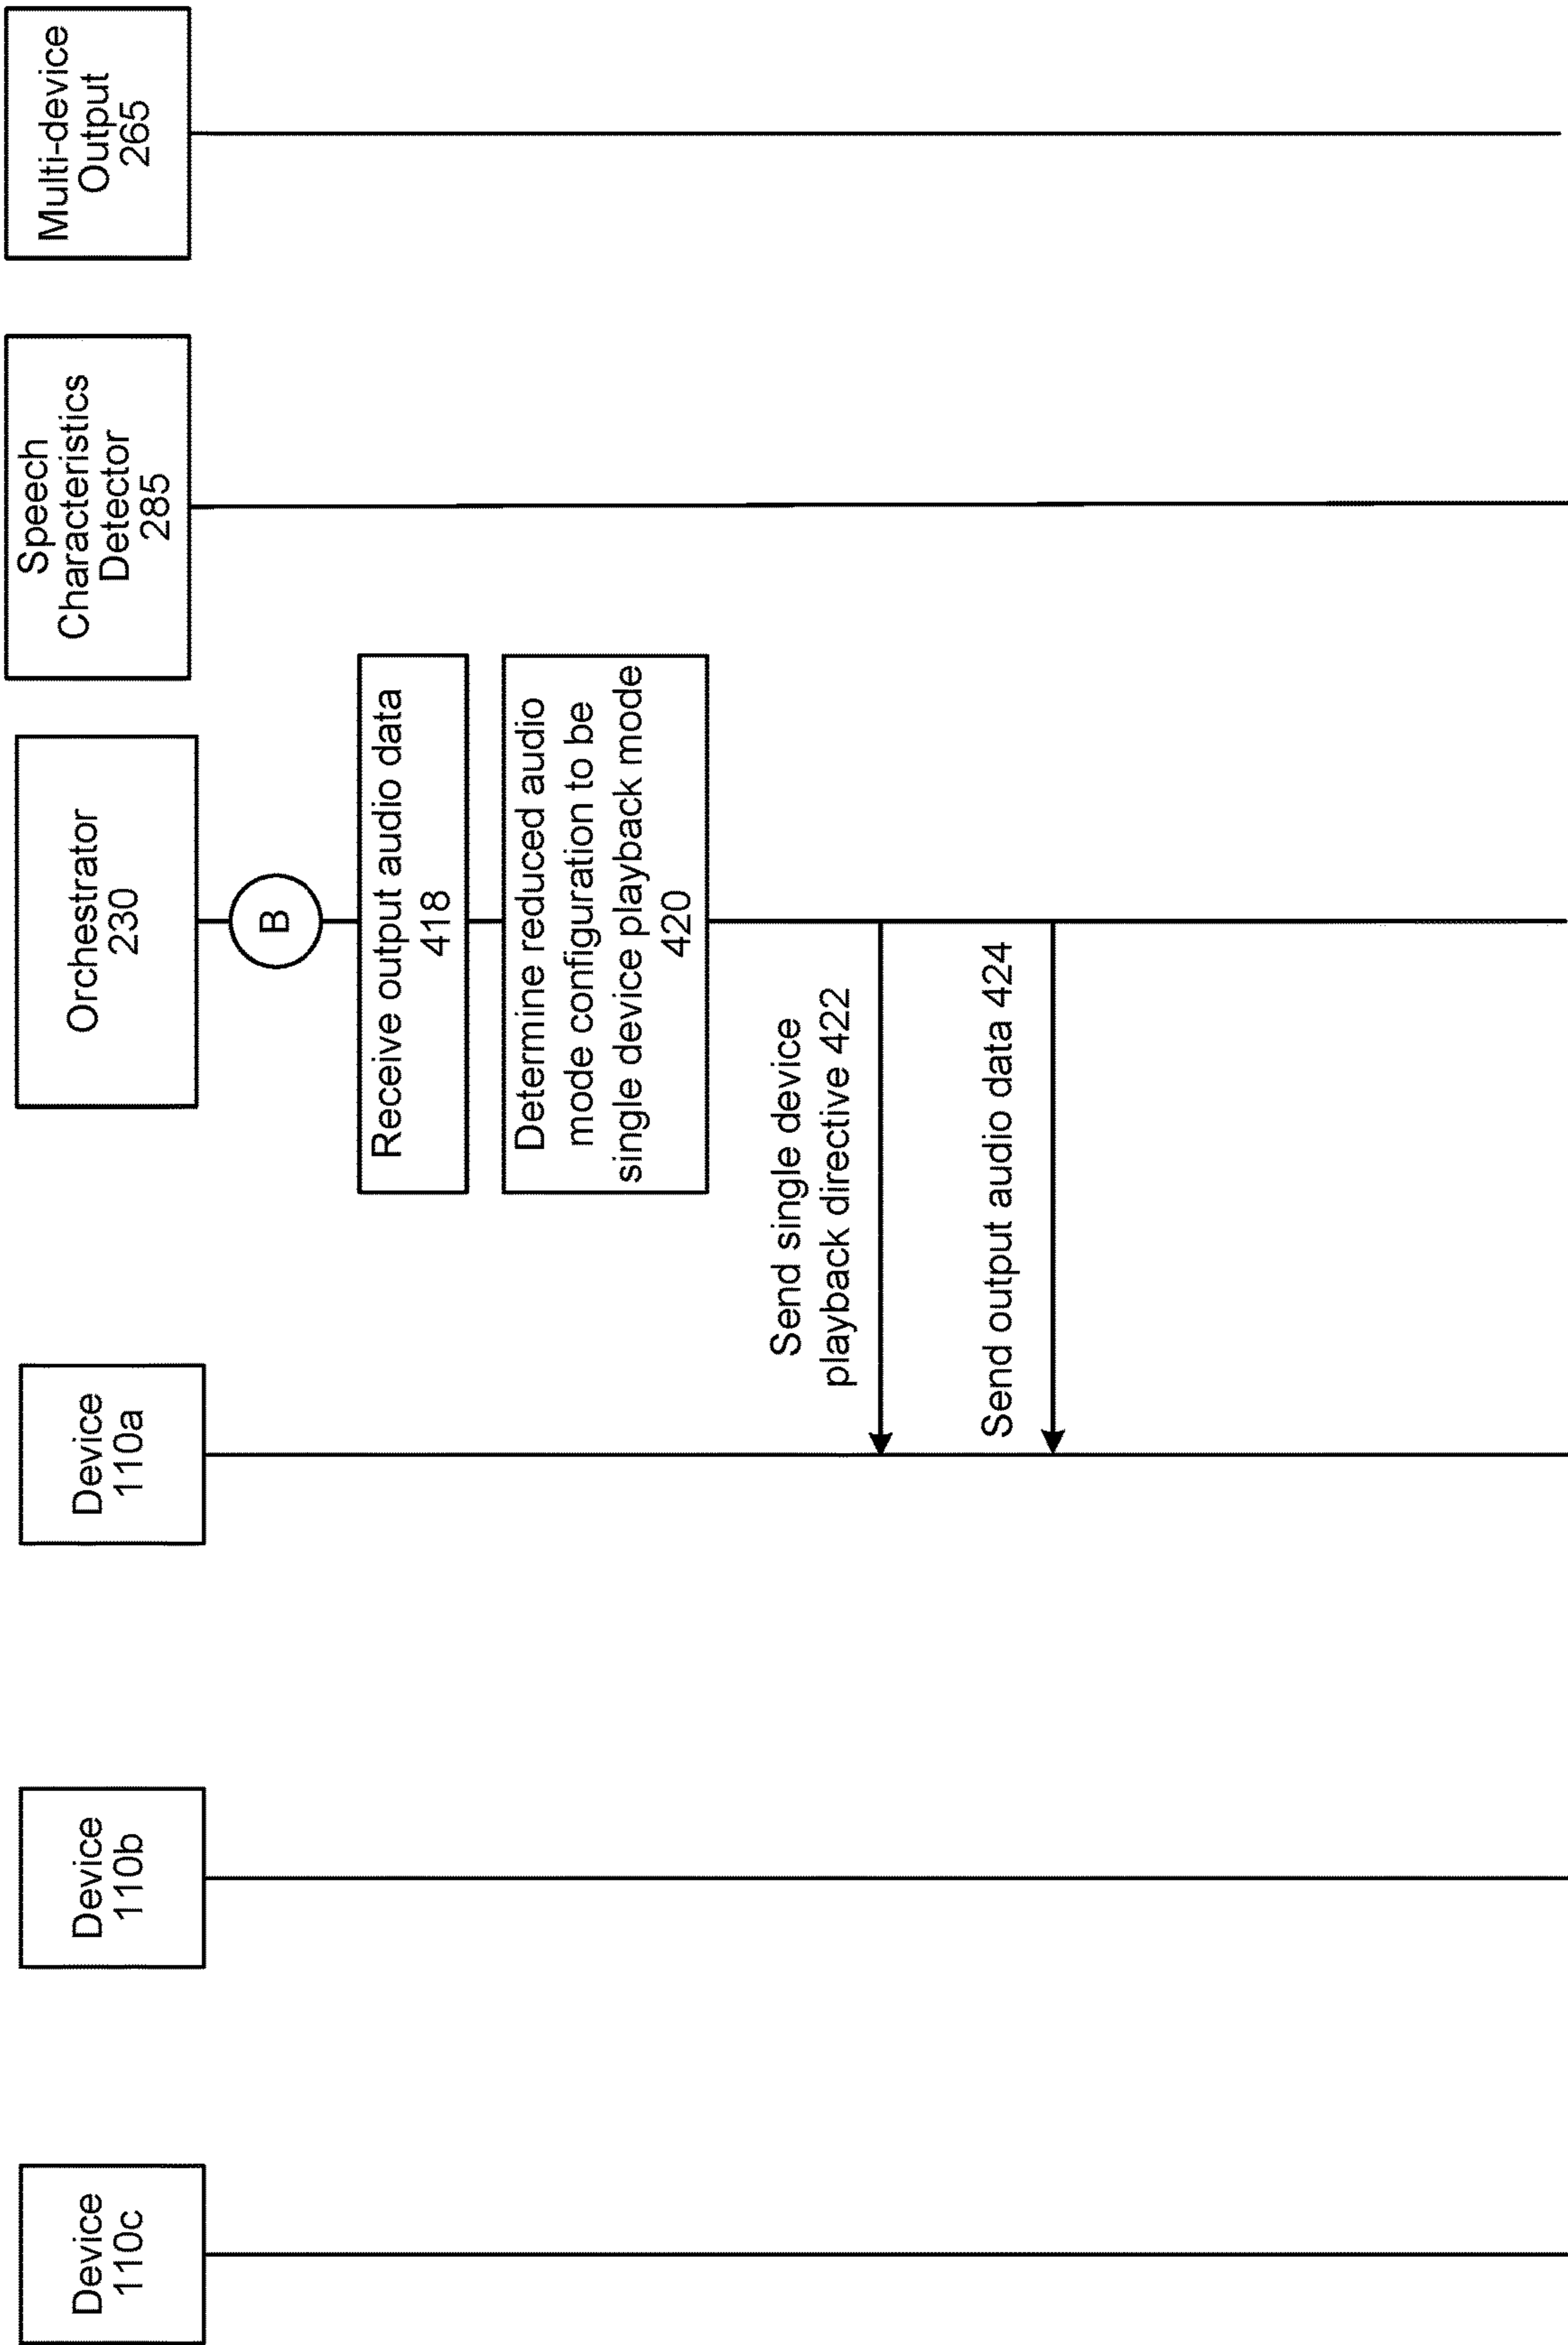 Device
110c
Device
110b
Device
110a
Orchestrator
230
Speech
Characteristics
Detector
285
Multi-device
Output
265
B
Receive output audio data
418
Determine reduced audio
mode configuration to be
single device playback mode
420
Send single device
playback directive 422
Send output audio data 424